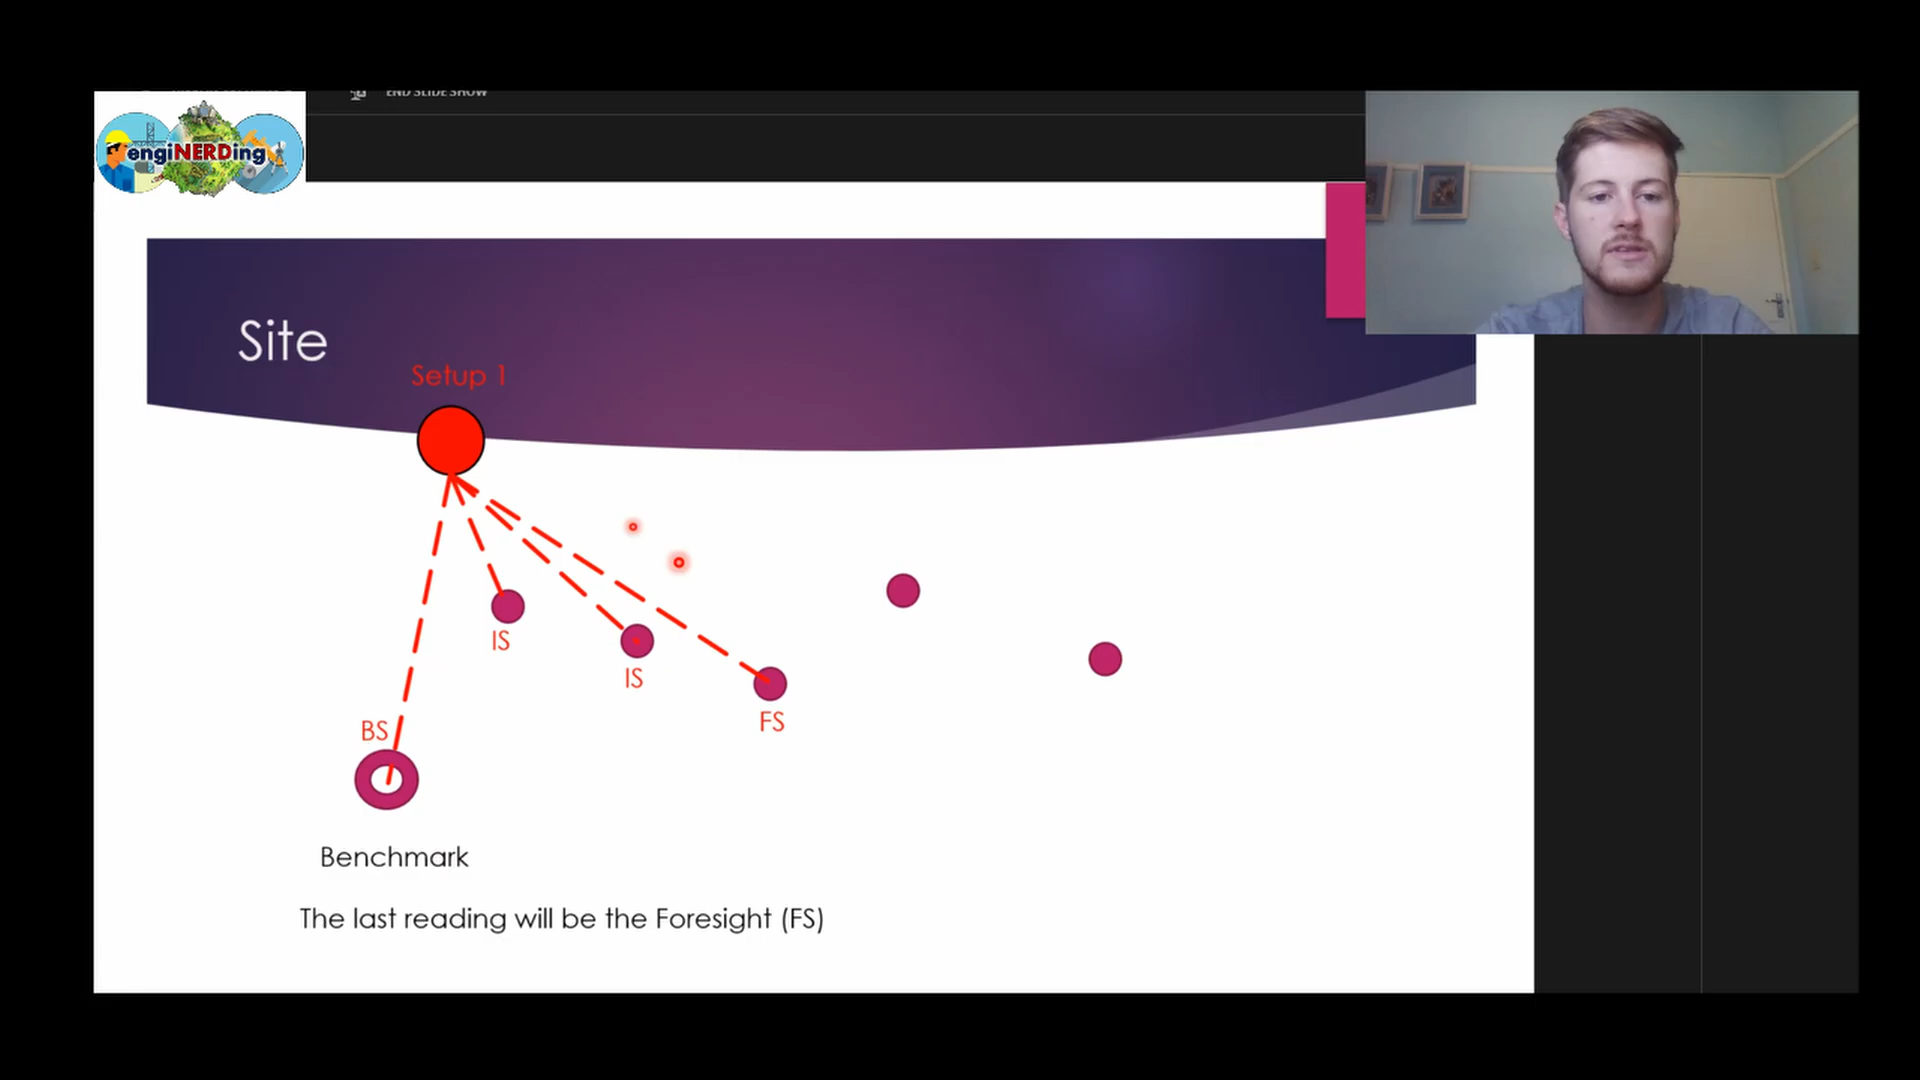 END SLIDE SHOW
engiNERDing
Site
Setup 1
IS
IS
FS
BS
Benchmark
The last reading will be the Foresight (FS)